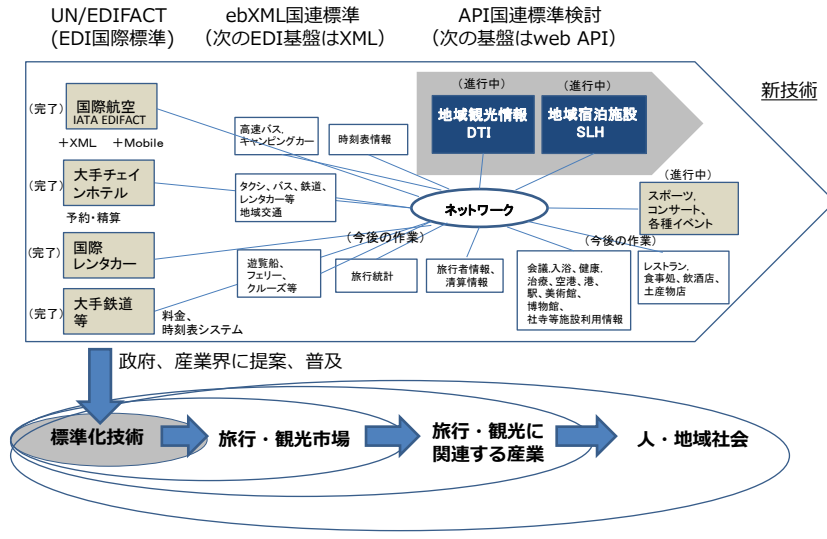 UN/EDIFACT
(EDI国際標準)
ebXML国連標準
（次のEDI基盤はXML）
API国連標準検討
（次の基盤はweb API）
新技術
（完了）
国際航空
IATA EDIFACT
＋XML ＋Mobile
（完了）
大手チェイ
ンホテル
予約・精算
（完了）
国際
レンタカー
（完了）
大手鉄道
等
料金、
時刻表システム
高速バス,
キャンピングカー
時刻表情報
タクシ、バス、鉄道、
レンタカー等
地域交通
（進行中）
地域観光情報
DTI
（進行中）
地域宿泊施設
SLH
ネットワーク
（進行中）
スポーツ,
コンサート、
各種イベント
（今後の作業）
遊覧船、
フェリー、
クルーズ等
旅行統計
旅行者情報、
清算情報
会議,入浴、健康,
治療、空港、港、
駅、美術館、
博物館、
社寺等施設利用情報
（今後の作業）
レストラン,
食事処、飲酒店、
土産物店
政府、産業界に提案、普及
標準化技術
旅行・観光市場
旅行・観光に
関連する産業
人・地域社会